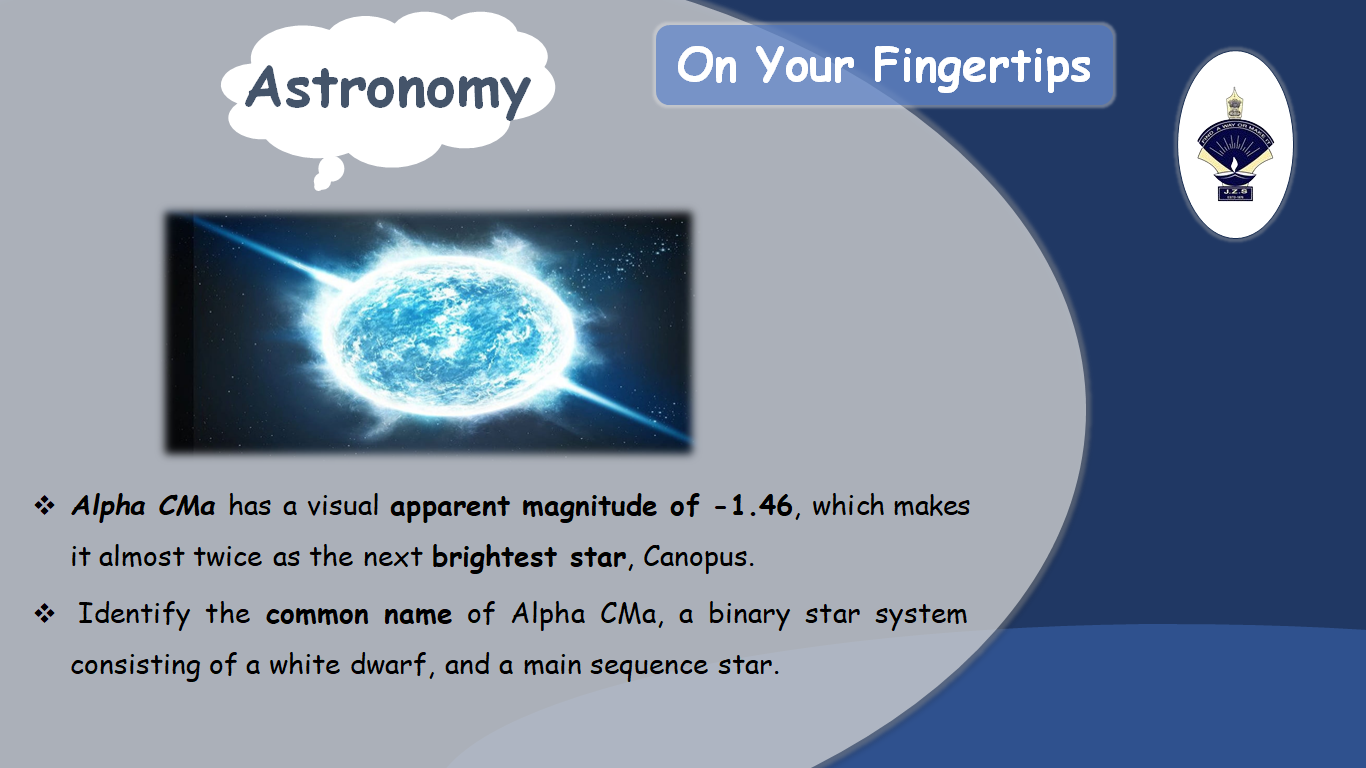 Astronomy
On Your Fingertips
FIND A WAY OR MAKE IT
J.Z.S
❖ Alpha CMa has a visual apparent magnitude of -1.46, which makes
it almost twice as the next brightest star, Canopus.
❖ Identify the common name of Alpha CMa, a binary star system
consisting of a white dwarf, and a main sequence star.